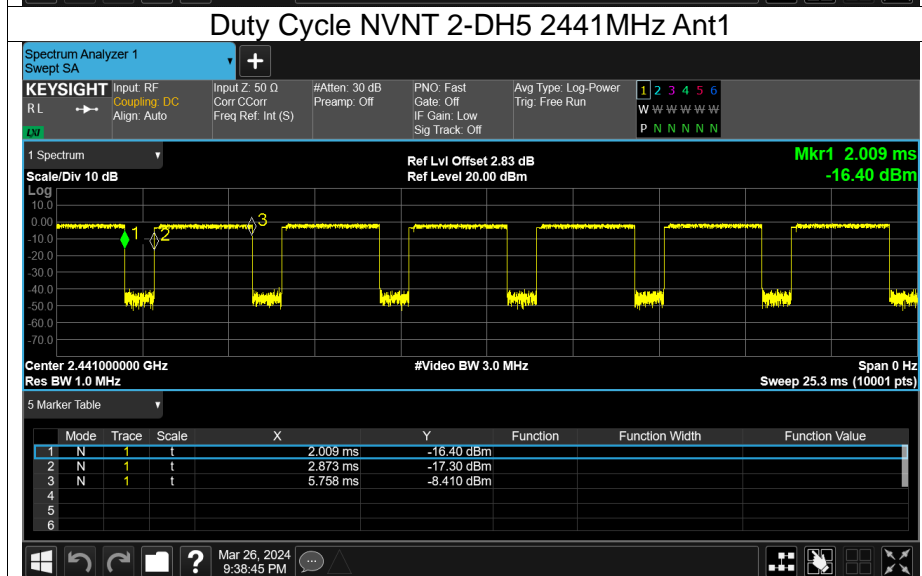 Duty Cycle NVNT 2-DH5 2441MHz Ant1
Spectrum Analyzer 1
Swept SA
+
KEYSIGHT Input: RF Input Z: 50 Ω #Atten: 30 dB PNO: Fast Avg Type: Log-Power 1 2 3 4 5 6
R L Coupling: DC Corr CCorr Preamp: Off Gate: Off Trig: Free Run W W W W W W
Align: Auto Freq Ref: Int (S) IF Gain: Low
LXI Sig Track: Off P N N N N N
1 Spectrum Ref Lvl Offset 2.83 dB Mkr1 2.009 ms
Scale/Div 10 dB Ref Level 20.00 dBm -16.40 dBm
Log
10.0
0.00 3
-10.0 1 2
-20.0
-30.0
-40.0
-50.0
-60.0
-70.0
Center 2.441000000 GHz #Video BW 3.0 MHz Span 0 Hz
Res BW 1.0 MHz Sweep 25.3 ms (10001 pts)
5 Marker Table
Mode Trace Scale X Y Function Function Width Function Value
1 N 1 t 2.009 ms -16.40 dBm
2 N 1 t 2.873 ms -17.30 dBm
3 N 1 t 5.758 ms -8.410 dBm
4
5
6
? Mar 26, 2024
9:38:45 PM